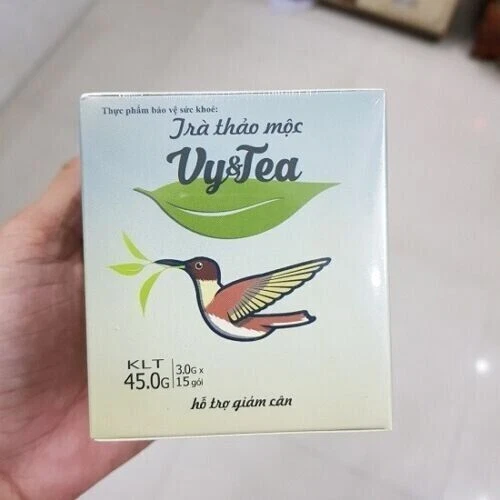 Thực phẩm bảo vệ sức khoẻ:
Trà thảo mộc
Vy&Tea
KLT
45.0G
3.0G x
15 gói
hỗ trợ giảm cân